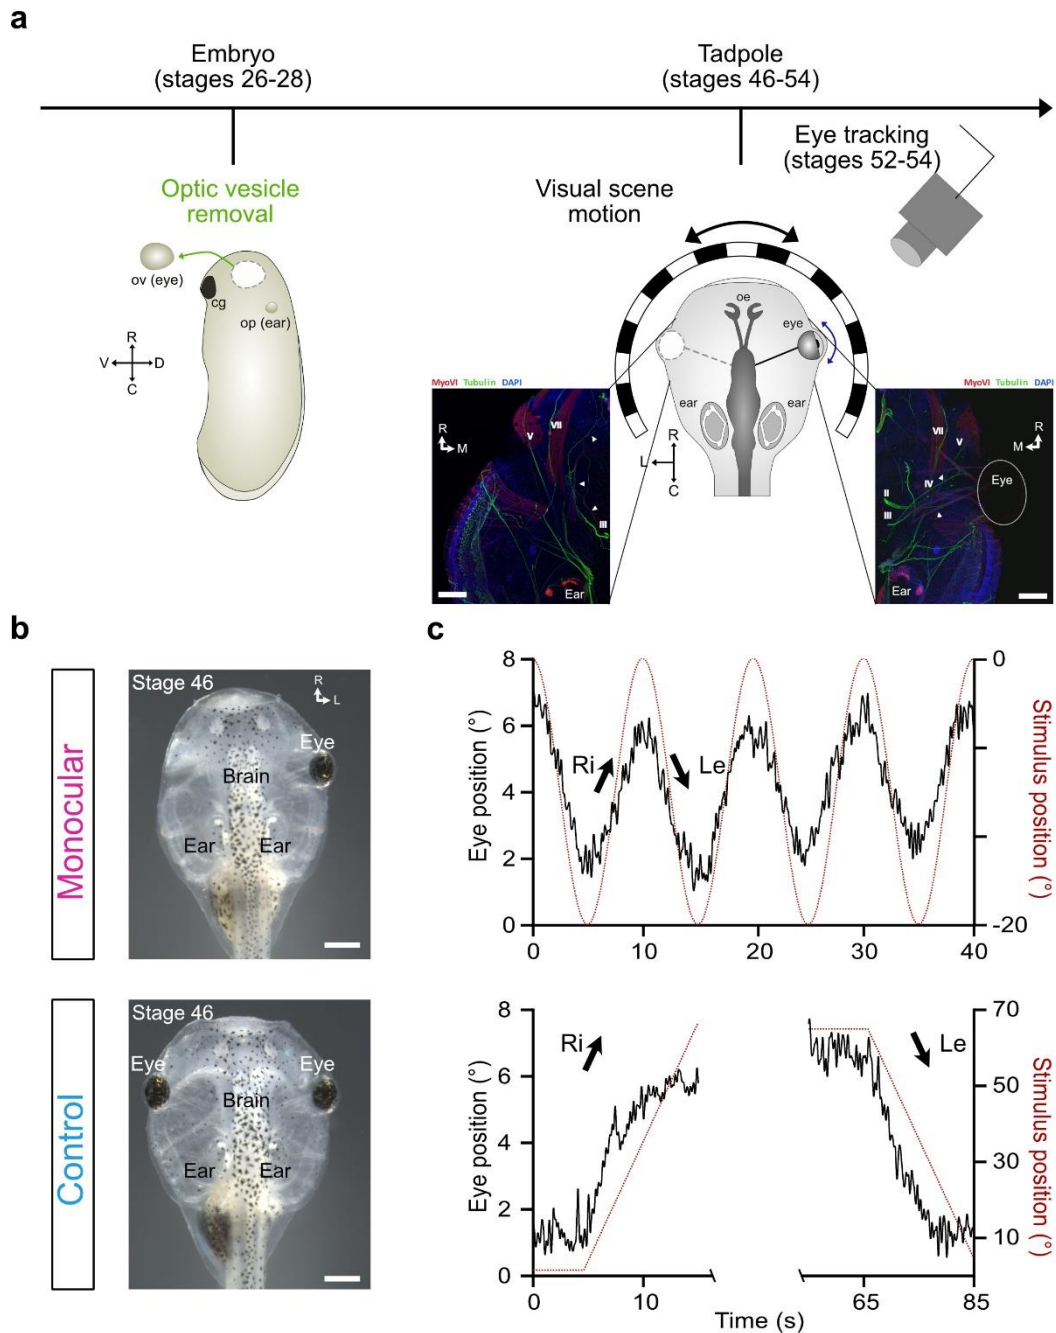 a
Embryo
(stages 26-28)
Tadpole
(stages 46-54)
Eye tracking
(stages 52-54)
Optic vesicle
removal
Visual scene
motion
ov (eye)
cg
op (ear)
R
V
D
C
oe
eye
ear
ear
R
L
C
MyoVI Tubulin DAPI
R
M
V
VII
III
Ear
MyoVI Tubulin DAPI
R
M
VII
V
IV
II
III
Eye
Ear
b
Monocular
Stage 46
R
L
Eye
Brain
Ear
Ear
Control
Stage 46
Eye
Eye
Brain
Ear
Ear
c
Eye position (°)
8
6
4
2
0
Ri
Le
0
-20
Stimulus position (°)
0
10
20
30
40
Eye position (°)
8
6
4
2
0
Ri
Le
70
50
30
10
Stimulus position (°)
0
10
65
85
Time (s)